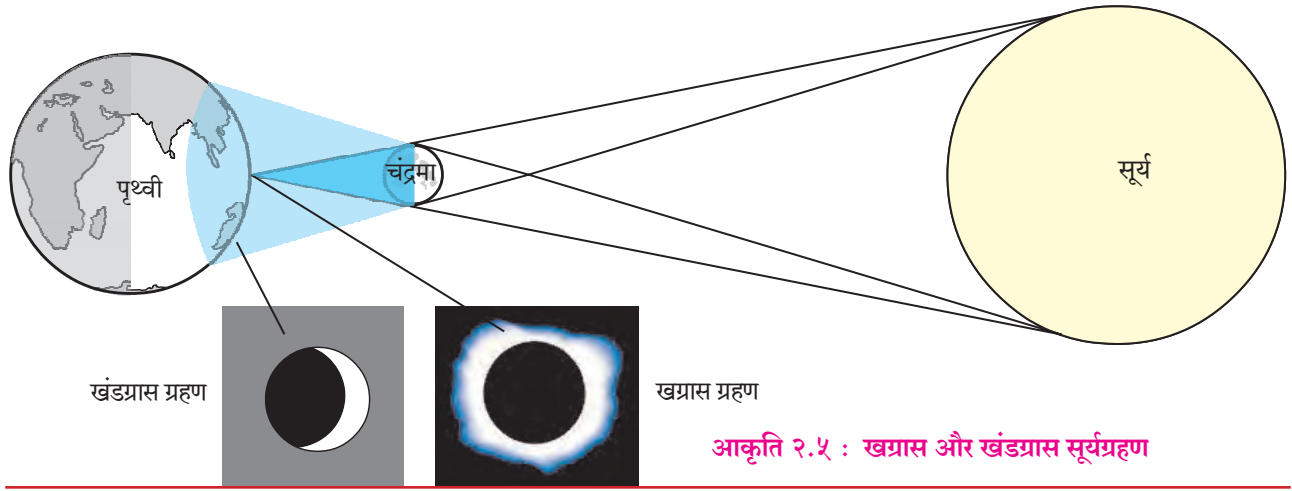 सूर्य
चंद्रमा
पृथ्वी
खंडग्रास ग्रहण
खग्रास ग्रहण
आकृति २.५ : खग्रास और खंडग्रास सूर्यग्रहण